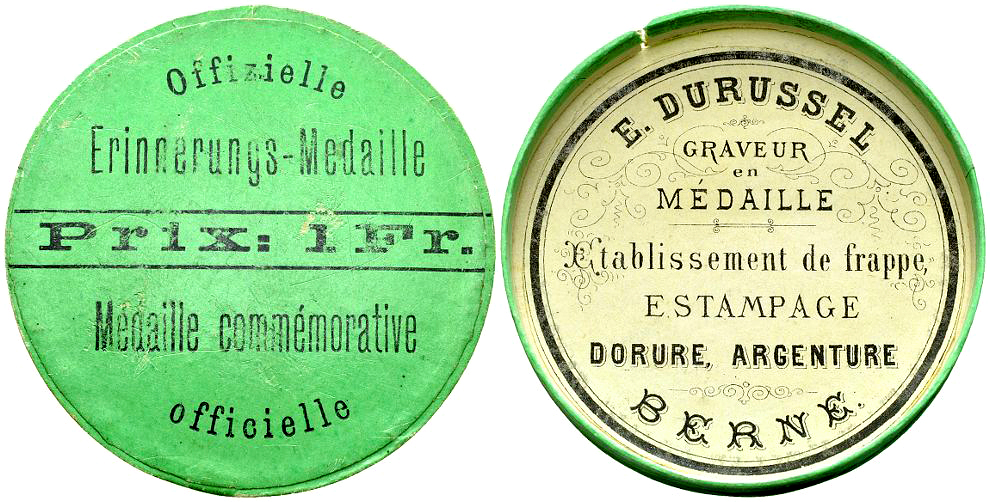 Offizielle
Erinnerungs-Medaille
Prix: 1 Fr.
Médaille commémorative
officielle
E. DURUSSEL
GRAVEUR
en
MÉDAILLE
Etablissement de frappe,
ESTAMPAGE
DORURE, ARGENTURE
BERNE.